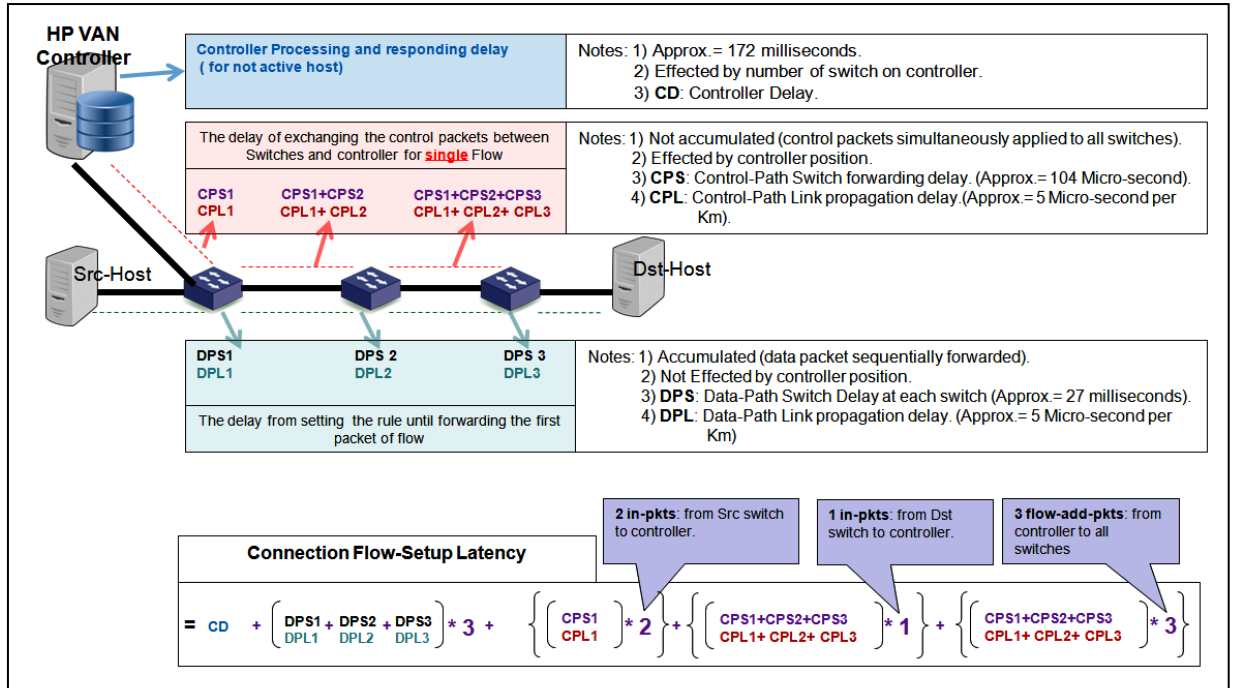 HP VAN
Controller
Controller Processing and responding delay
( for not active host)
Notes: 1) Approx.= 172 milliseconds.
2) Effected by number of switch on controller.
3) CD: Controller Delay.
The delay of exchanging the control packets between
Switches and controller for single Flow
CPS1 CPS1+CPS2 CPS1+CPS2+CPS3
CPL1 CPL1+ CPL2 CPL1+ CPL2+ CPL3
Notes: 1) Not accumulated (control packets simultaneously applied to all switches).
2) Effected by controller position.
3) CPS: Control-Path Switch forwarding delay. (Approx.= 104 Micro-second).
4) CPL: Control-Path Link propagation delay.(Approx.= 5 Micro-second per
Km).
Src-Host
Dst-Host
DPS1 DPS 2 DPS 3
DPL1 DPL2 DPL3
The delay from setting the rule until forwarding the first
packet of flow
Notes: 1) Accumulated (data packet sequentially forwarded).
2) Not Effected by controller position.
3) DPS: Data-Path Switch Delay at each switch (Approx.= 27 milliseconds).
4) DPL: Data-Path Link propagation delay. (Approx.= 5 Micro-second per
Km)
2 in-pkts: from Src switch
to controller.
1 in-pkts: from Dst
switch to controller.
3 flow-add-pkts: from
controller to all
switches
Connection Flow-Setup Latency
= CD + ( DPS1 + DPS2 + DPS3 ) * 3 + { ( CPS1 ) * 2 } + { ( CPS1+CPS2+CPS3 ) * 1 } + { ( CPS1+CPS2+CPS3 ) * 3 }
DPL1 DPL2 DPL3 CPL1 CPL1+ CPL2+ CPL3 CPL1+ CPL2+ CPL3